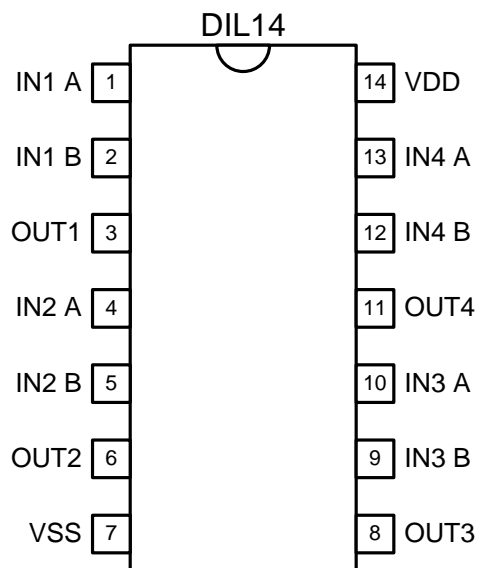 DIL14
IN1 A 1 14 VDD
IN1 B 2 13 IN4 A
OUT1 3 12 IN4 B
IN2 A 4 11 OUT4
IN2 B 5 10 IN3 A
OUT2 6 9 IN3 B
VSS 7 8 OUT3